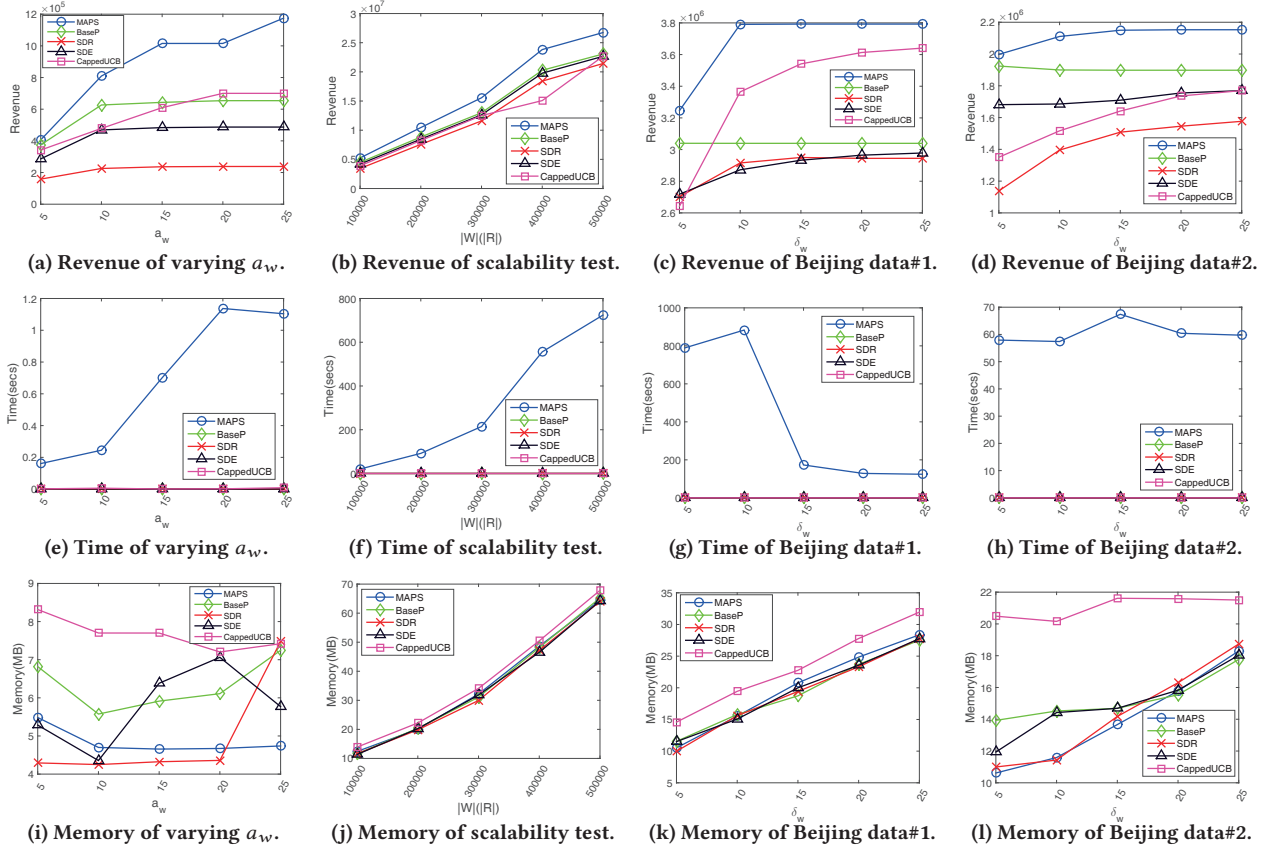 ×10^5
12
10
8
6
4
2
0
Revenue
MAPS
BaseP
SDR
SDE
CappedUCB
5
10
15
20
25
a_w
(a) Revenue of varying a_w.
×10^7
3
2.5
2
1.5
1
0.5
0
Revenue
MAPS
BaseP
SDR
SDE
CappedUCB
100000
200000
300000
400000
500000
|W|(|R|)
(b) Revenue of scalability test.
×10^6
3.8
3.6
3.4
3.2
3
2.8
2.6
Revenue
MAPS
BaseP
SDR
SDE
CappedUCB
5
10
15
20
25
δ_w
(c) Revenue of Beijing data#1.
×10^6
2.2
2
1.8
1.6
1.4
1.2
1
Revenue
MAPS
BaseP
SDR
SDE
CappedUCB
5
10
15
20
25
δ_w
(d) Revenue of Beijing data#2.
1.2
1
0.8
0.6
0.4
0.2
0
Time(secs)
MAPS
BaseP
SDR
SDE
CappedUCB
5
10
15
20
25
a_w
(e) Time of varying a_w.
800
600
400
200
0
Time(secs)
MAPS
BaseP
SDR
SDE
CappedUCB
100000
200000
300000
400000
500000
|W|(|R|)
(f) Time of scalability test.
1000
800
600
400
200
0
Time(secs)
MAPS
BaseP
SDR
SDE
CappedUCB
5
10
15
20
25
δ_w
(g) Time of Beijing data#1.
70
60
50
40
30
20
10
0
Time(secs)
MAPS
BaseP
SDR
SDE
CappedUCB
5
10
15
20
25
δ_w
(h) Time of Beijing data#2.
9
8
7
6
5
4
Memory(MB)
MAPS
BaseP
SDR
SDE
CappedUCB
5
10
15
20
25
a_w
(i) Memory of varying a_w.
70
60
50
40
30
20
10
Memory(MB)
MAPS
BaseP
SDR
SDE
CappedUCB
100000
200000
300000
400000
500000
|W|(|R|)
(j) Memory of scalability test.
35
30
25
20
15
10
5
Memory(MB)
MAPS
BaseP
SDR
SDE
CappedUCB
5
10
15
20
25
δ_w
(k) Memory of Beijing data#1.
22
20
18
16
14
12
10
Memory(MB)
MAPS
BaseP
SDR
SDE
CappedUCB
5
10
15
20
25
δ_w
(l) Memory of Beijing data#2.